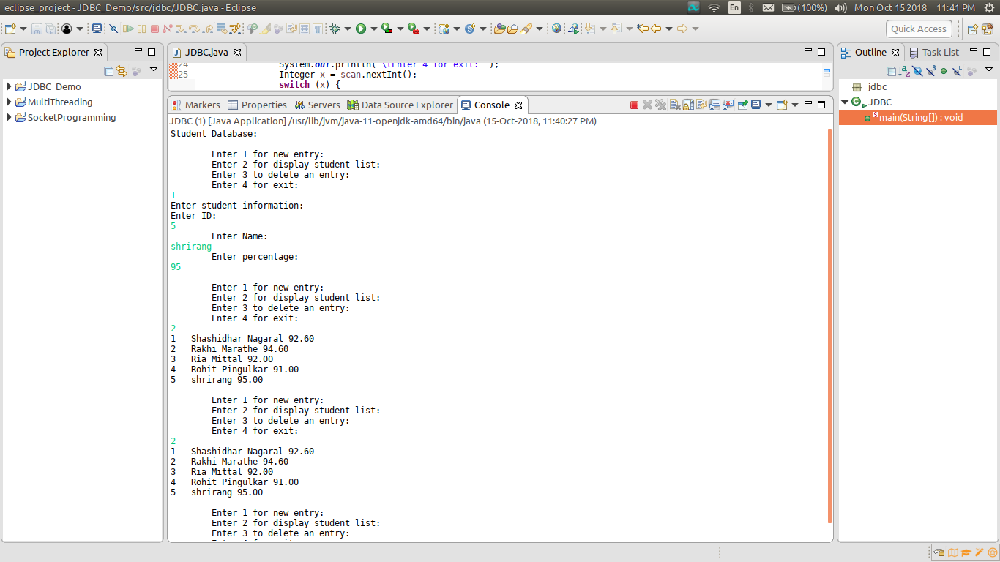 eclipse_project - JDBC_Demo/src/jdbc/JDBC.java - Eclipse
En (100%) Mon Oct 15 2018 11:41 PM
Quick Access
Project Explorer
JDBC_Demo
MultiThreading
SocketProgramming
JDBC.java
24 System.out.println("\tEnter 4 for exit: ");
25 Integer x = scan.nextInt();
switch (x) {
Markers Properties Servers Data Source Explorer Console
JDBC (1) [Java Application] /usr/lib/jvm/java-11-openjdk-amd64/bin/java (15-Oct-2018, 11:40:27 PM)
Student Database:
Enter 1 for new entry:
Enter 2 for display student list:
Enter 3 to delete an entry:
Enter 4 for exit:
1
Enter student information:
Enter ID:
5
Enter Name:
shrirang
Enter percentage:
95
Enter 1 for new entry:
Enter 2 for display student list:
Enter 3 to delete an entry:
Enter 4 for exit:
2
1 Shashidhar Nagaral 92.60
2 Rakhi Marathe 94.60
3 Ria Mittal 92.00
4 Rohit Pingulkar 91.00
5 shrirang 95.00
Enter 1 for new entry:
Enter 2 for display student list:
Enter 3 to delete an entry:
Enter 4 for exit:
2
1 Shashidhar Nagaral 92.60
2 Rakhi Marathe 94.60
3 Ria Mittal 92.00
4 Rohit Pingulkar 91.00
5 shrirang 95.00
Enter 1 for new entry:
Enter 2 for display student list:
Enter 3 to delete an entry:
Outline Task List
jdbc
JDBC
main(String[]) : void